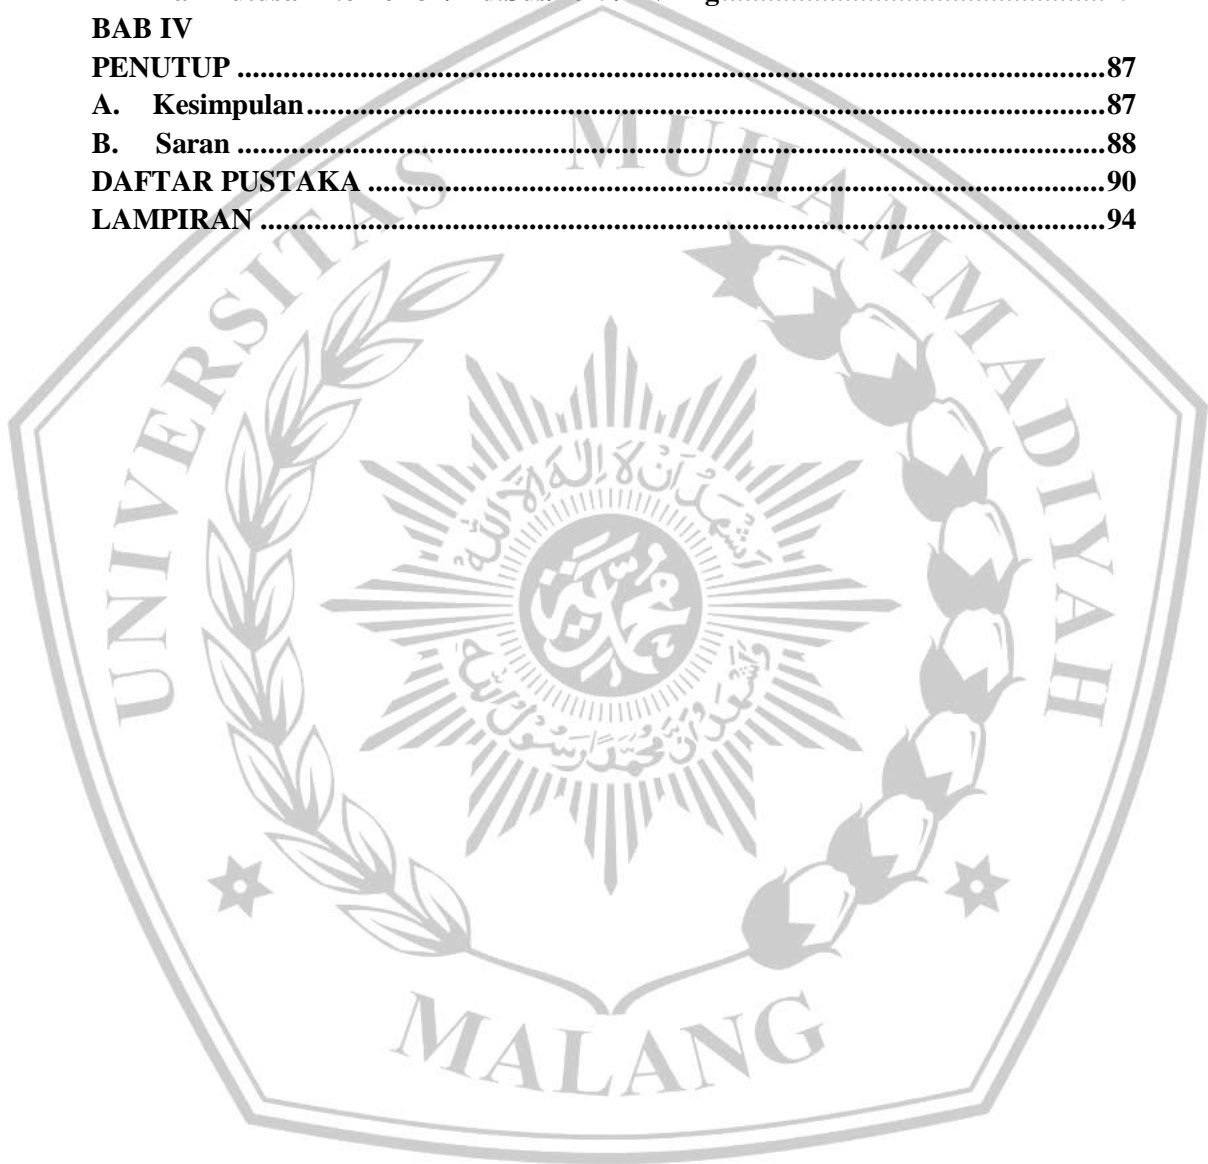 BAB IV
PENUTUP ........................................................................................................87
A. Kesimpulan........................................................................................................87
B. Saran ........................................................................................................88
DAFTAR PUSTAKA ........................................................................................................90
LAMPIRAN ........................................................................................................94
UNIVERSITAS MUHAMMADIYAH
MALANG